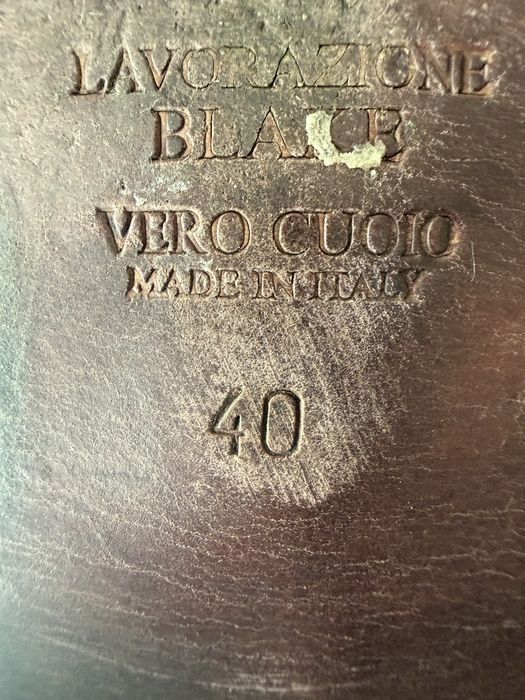 LAVORAZIONE
BLAKE
VERO CUOIO
MADE IN ITALY
40